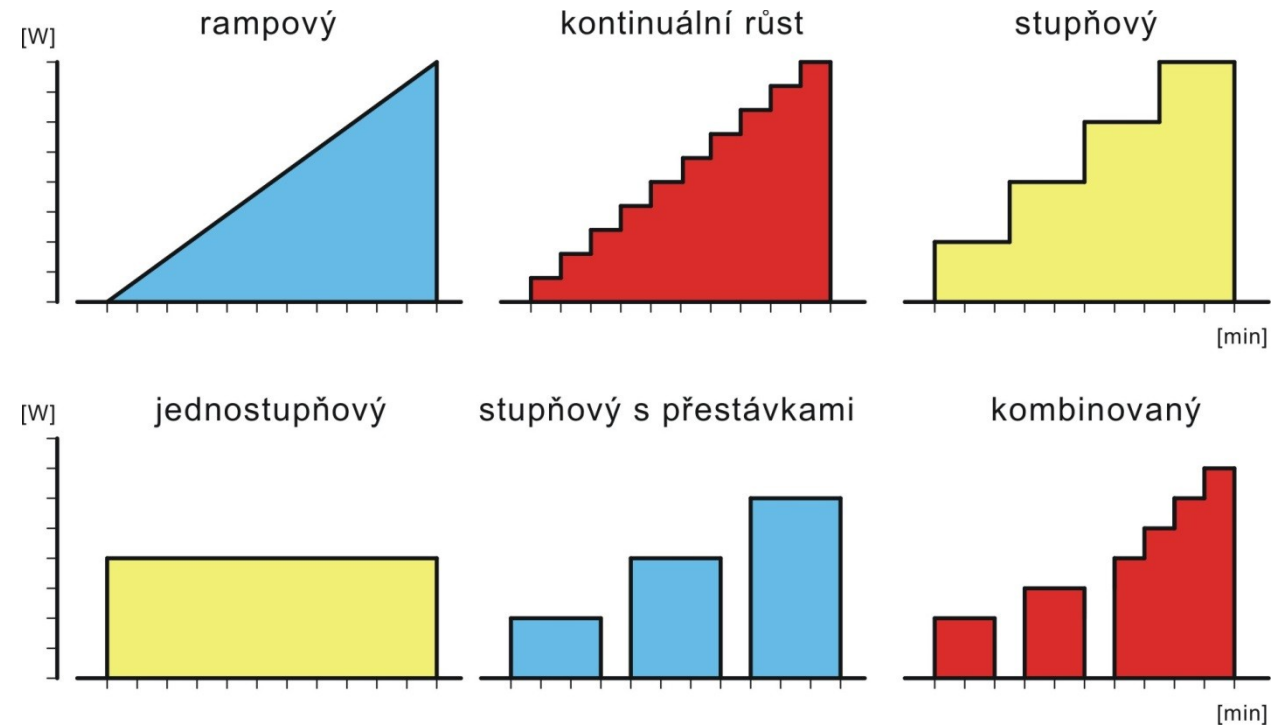 [W]
rampový
kontinuální růst
stupňový
[min]
[W]
jednostupňový
stupňový s přestávkami
kombinovaný
[min]